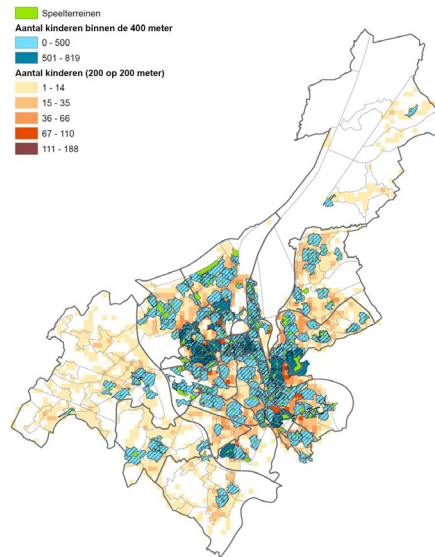 Speelterreinen
Aantal kinderen binnen de 400 meter
0 - 500
501 - 819
Aantal kinderen (200 op 200 meter)
1 - 14
15 - 35
36 - 66
67 - 110
111 - 188